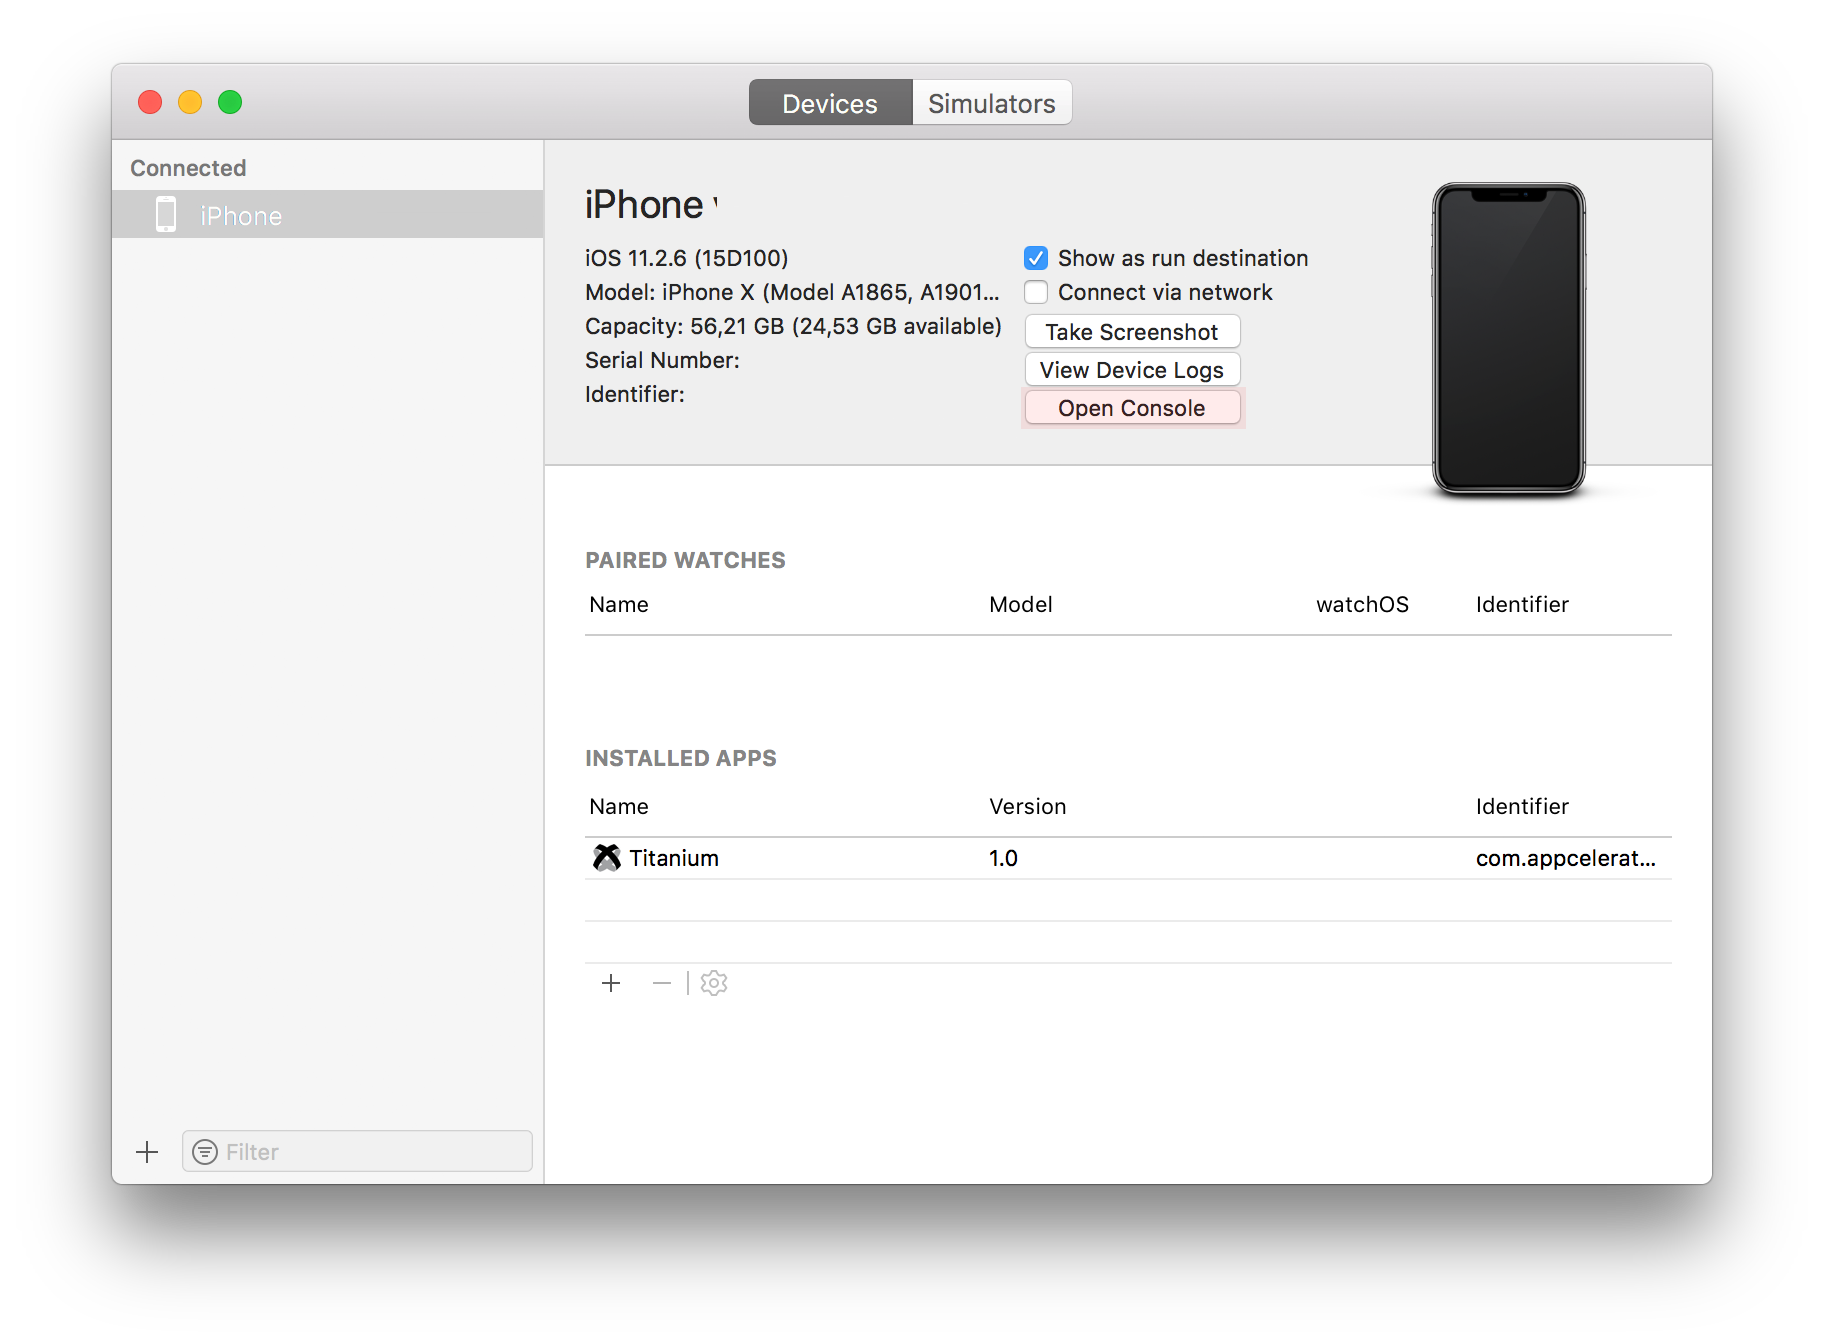 Devices Simulators
Connected
iPhone
iPhone
iOS 11.2.6 (15D100)
Model: iPhone X (Model A1865, A1901...
Capacity: 56,21 GB (24,53 GB available)
Serial Number:
Identifier:
Show as run destination
Connect via network
Take Screenshot
View Device Logs
Open Console
PAIRED WATCHES
Name Model watchOS Identifier
INSTALLED APPS
Name Version Identifier
Titanium 1.0 com.appcelerat...
Filter